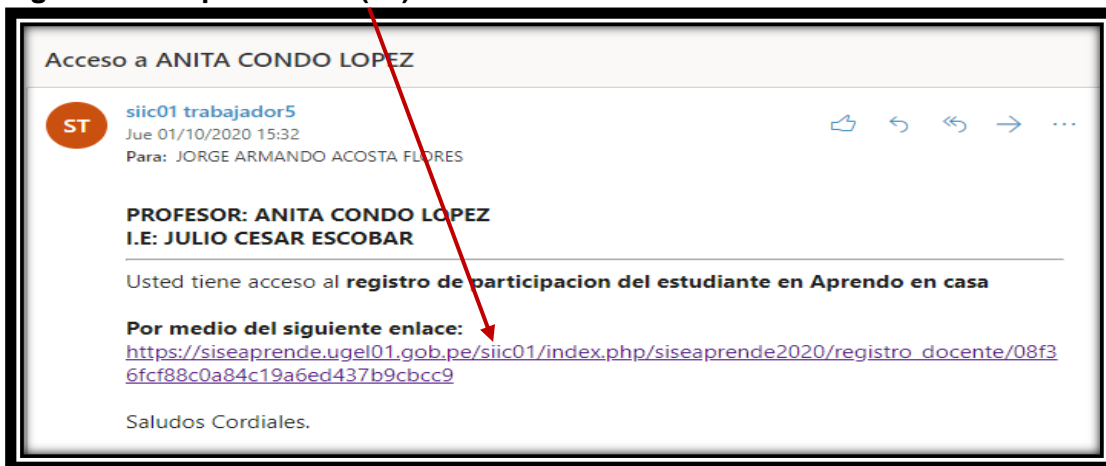 Acceso a ANITA CONDO LOPEZ
ST
siic01 trabajador5
Jue 01/10/2020 15:32
Para: JORGE ARMANDO ACOSTA FLORES
PROFESOR: ANITA CONDO LOPEZ
I.E: JULIO CESAR ESCOBAR
Usted tiene acceso al registro de participacion del estudiante en Aprendo en casa
Por medio del siguiente enlace:
https://siseaprende.ugel01.gob.pe/siic01/index.php/siseaprende2020/registro_docente/08f3
6fcf88c0a84c19a6ed437b9cbcc9
Saludos Cordiales.